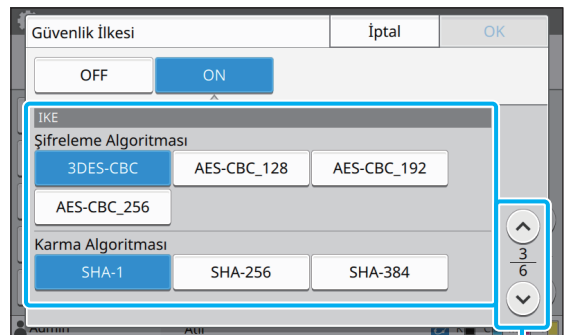 Güvenlik İlkesi İptal OK
OFF ON
IKE
Şifreleme Algoritması
3DES-CBC AES-CBC_128 AES-CBC_192
AES-CBC_256
Karma Algoritması
3
6
SHA-1 SHA-256 SHA-384
Admin Atıl